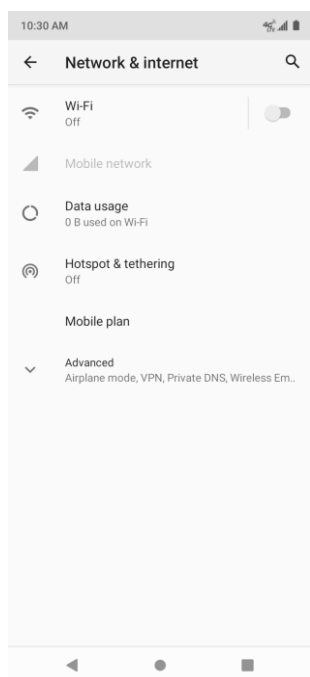 10:30 AM
Network & internet
Wi-Fi
Off
Mobile network
Data usage
0 B used on Wi-Fi
Hotspot & tethering
Off
Mobile plan
Advanced
Airplane mode, VPN, Private DNS, Wireless Em..